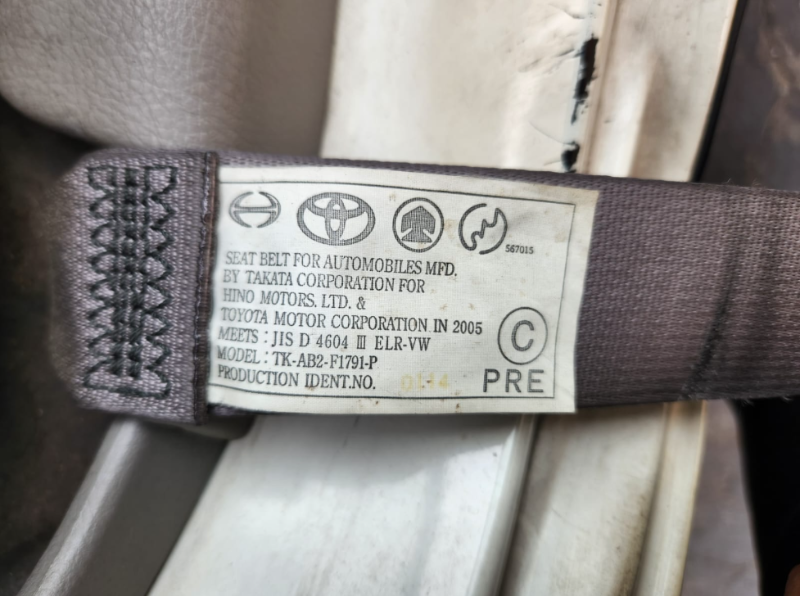 567015
SEAT BELT FOR AUTOMOBILES MFD.
BY TAKATA CORPORATION FOR
HINO MOTORS. LTD. &
TOYOTA MOTOR CORPORATION IN 2005
MEETS : JIS D 4604 Ⅲ ELR-VW
MODEL : TK-AB2-F1791-P
PRODUCTION IDENT.NO. 0114
C
PRE